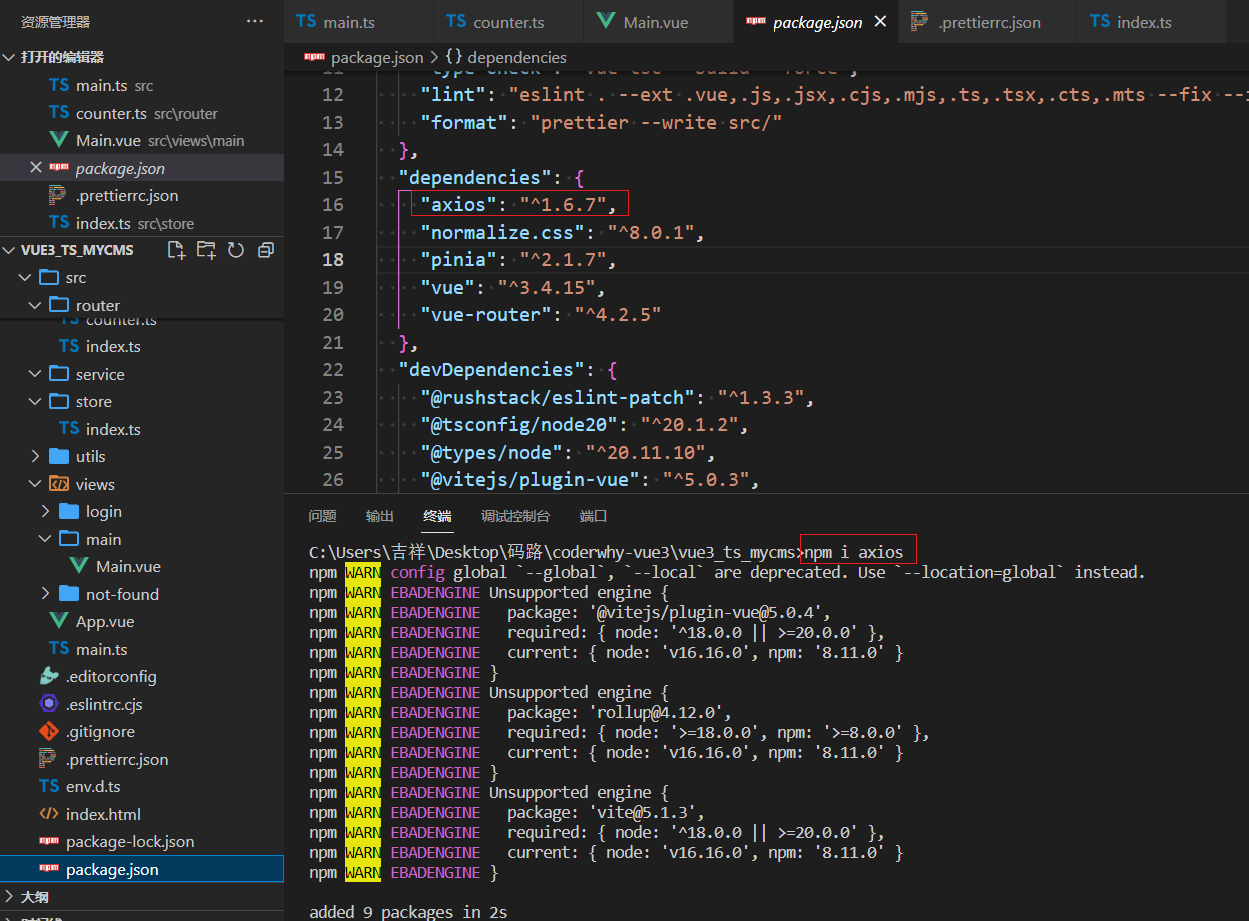 资源管理器
打开的编辑器
TS main.ts src
TS counter.ts src\router
Main.vue src\views\main
package.json
.prettierrc.json
TS index.ts src\store
VUE3_TS_MYCMS
src
router
TS counter.ts
TS index.ts
service
store
TS index.ts
utils
views
login
main
Main.vue
not-found
App.vue
TS main.ts
.editorconfig
.eslintrc.cjs
.gitignore
.prettierrc.json
TS env.d.ts
index.html
package-lock.json
package.json
大纲
TS main.ts TS counter.ts Main.vue package.json .prettierrc.json TS index.ts
package.json > {} dependencies
12 "lint": "eslint . --ext .vue,.js,.jsx,.cjs,.mjs,.ts,.tsx,.cts,.mts --fix
13 "format": "prettier --write src/"
14 },
15 "dependencies": {
16 "axios": "^1.6.7",
17 "normalize.css": "^8.0.1",
18 "pinia": "^2.1.7",
19 "vue": "^3.4.15",
20 "vue-router": "^4.2.5"
21 },
22 "devDependencies": {
23 "@rushstack/eslint-patch": "^1.3.3",
24 "@tsconfig/node20": "^20.1.2",
25 "@types/node": "^20.11.10",
26 "@vitejs/plugin-vue": "^5.0.3",
问题 输出 终端 调试控制台 端口
C:\Users\吉祥\Desktop\码路\coderwhy-vue3\vue3_ts_mycms>npm i axios
npm WARN config global `--global`, `--local` are deprecated. Use `--location=global` instead.
npm WARN EBADENGINE Unsupported engine {
npm WARN EBADENGINE package: '@vitejs/plugin-vue@5.0.4',
npm WARN EBADENGINE required: { node: '^18.0.0 || >=20.0.0' },
npm WARN EBADENGINE current: { node: 'v16.16.0', npm: '8.11.0' }
npm WARN EBADENGINE }
npm WARN EBADENGINE Unsupported engine {
npm WARN EBADENGINE package: 'rollup@4.12.0',
npm WARN EBADENGINE required: { node: '>=18.0.0', npm: '>=8.0.0' },
npm WARN EBADENGINE current: { node: 'v16.16.0', npm: '8.11.0' }
npm WARN EBADENGINE }
npm WARN EBADENGINE Unsupported engine {
npm WARN EBADENGINE package: 'vite@5.1.3',
npm WARN EBADENGINE required: { node: '^18.0.0 || >=20.0.0' },
npm WARN EBADENGINE current: { node: 'v16.16.0', npm: '8.11.0' }
npm WARN EBADENGINE }
added 9 packages in 2s